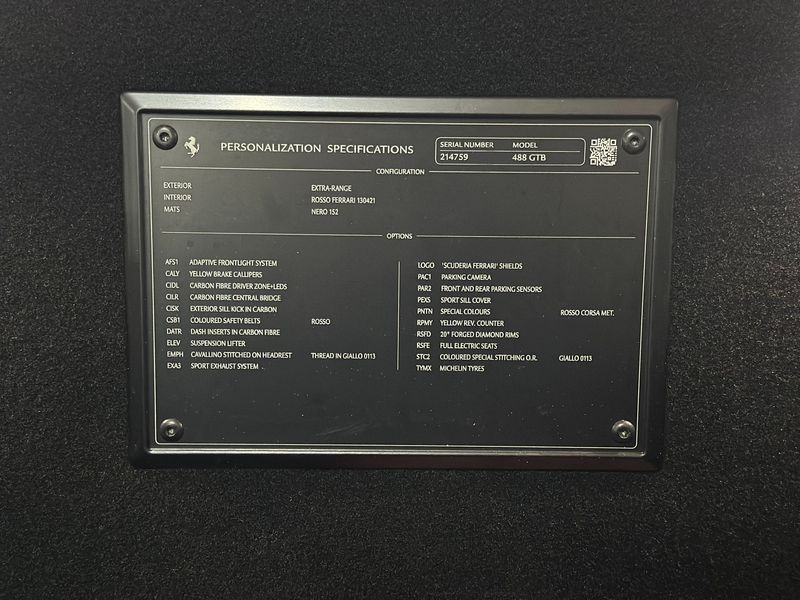 PERSONALIZATION SPECIFICATIONS
SERIAL NUMBER MODEL
214759 488 GTB
CONFIGURATION
EXTERIOR EXTRA-RANGE
INTERIOR ROSSO FERRARI 130421
MATS NERO 152
OPTIONS
AFS1 ADAPTIVE FRONTLIGHT SYSTEM
CALY YELLOW BRAKE CALLIPERS
CIDL CARBON FIBRE DRIVER ZONE+LEDS
CILR CARBON FIBRE CENTRAL BRIDGE
CISK EXTERIOR SILL KICK IN CARBON
CSB1 COLOURED SAFETY BELTS ROSSO
DATR DASH INSERTS IN CARBON FIBRE
ELEV SUSPENSION LIFTER
EMPH CAVALLINO STITCHED ON HEADREST THREAD IN GIALLO 0113
EXA3 SPORT EXHAUST SYSTEM
LOGO 'SCUDERIA FERRARI' SHIELDS
PAC1 PARKING CAMERA
PAR2 FRONT AND REAR PARKING SENSORS
PEXS SPORT SILL COVER
PNTN SPECIAL COLOURS ROSSO CORSA MET.
RPMY YELLOW REV. COUNTER
RSFD 20" FORGED DIAMOND RIMS
RSFE FULL ELECTRIC SEATS
STC2 COLOURED SPECIAL STITCHING O.R. GIALLO 0113
TYMX MICHELIN TYRES